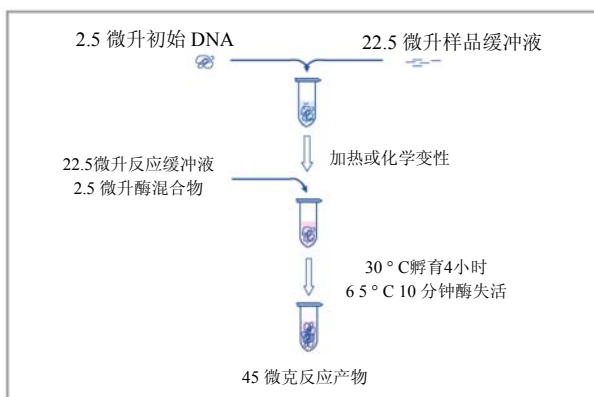 2.5 微升初始 DNA
22.5 微升样品缓冲液
加热或化学变性
22.5微升反应缓冲液
2.5 微升酶混合物
30 ° C孵育4小时
6 5 ° C 10 分钟酶失活
45 微克反应产物